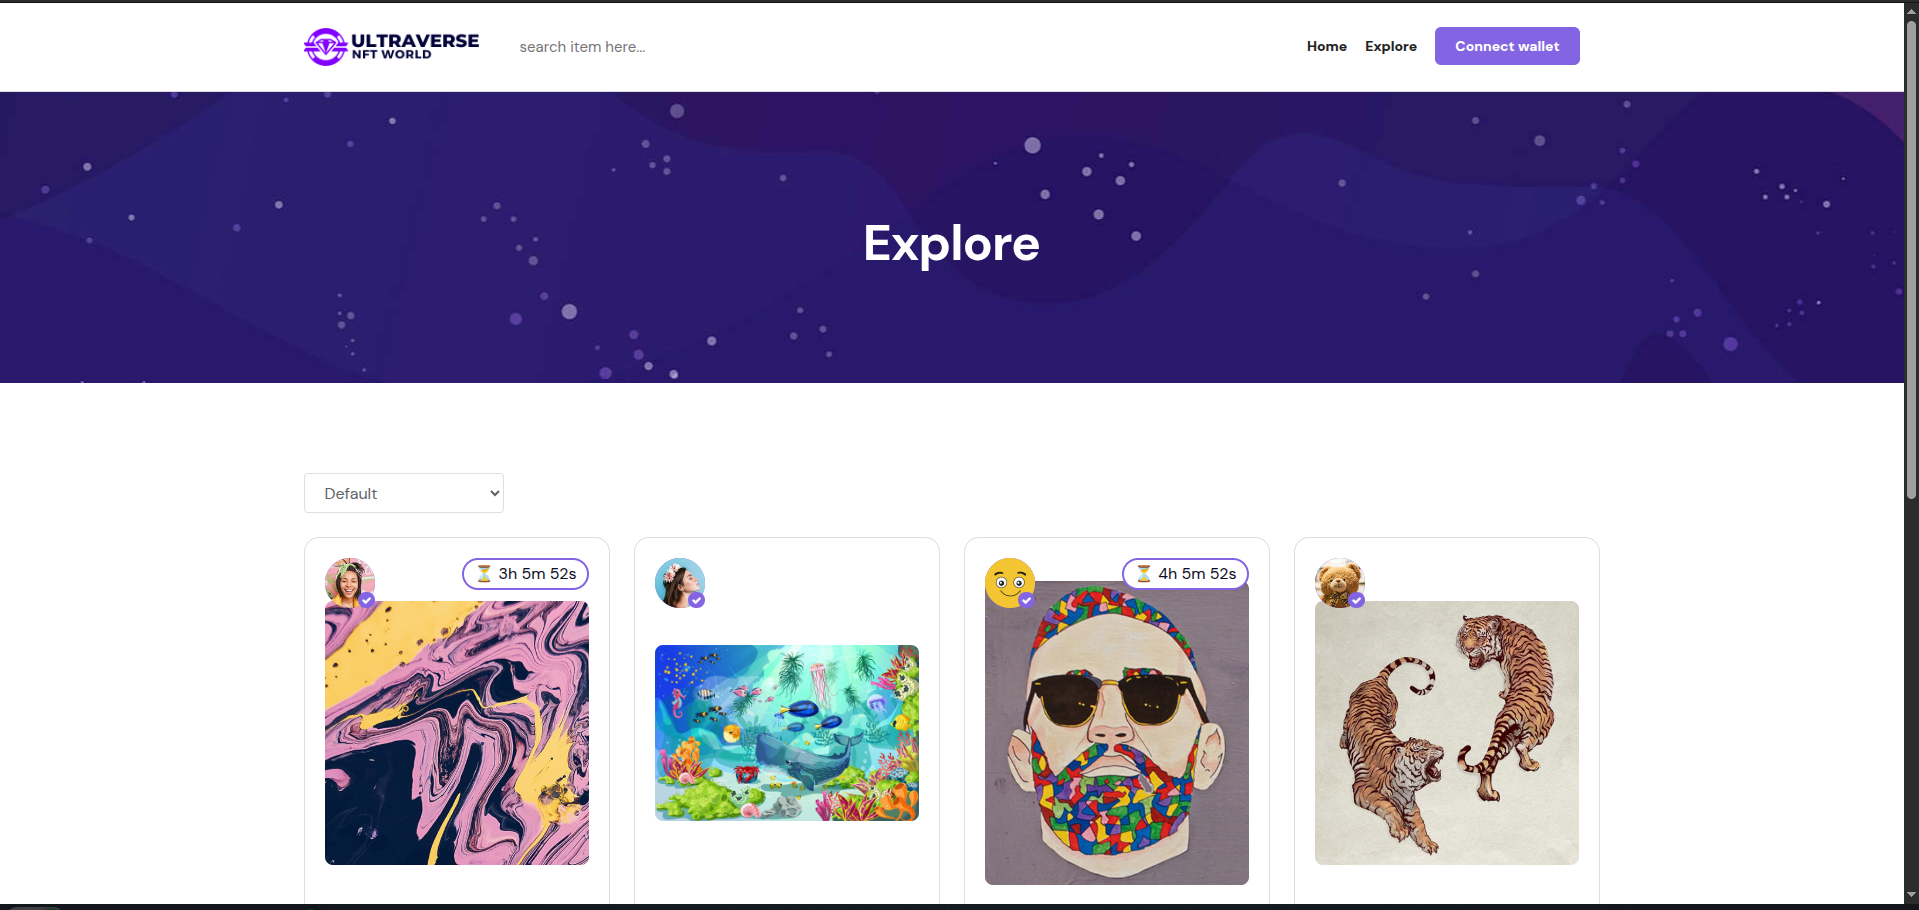 ULTRAVERSE
NFT WORLD
search item here...
Home
Explore
Connect wallet
Explore
Default
3h 5m 52s
4h 5m 52s